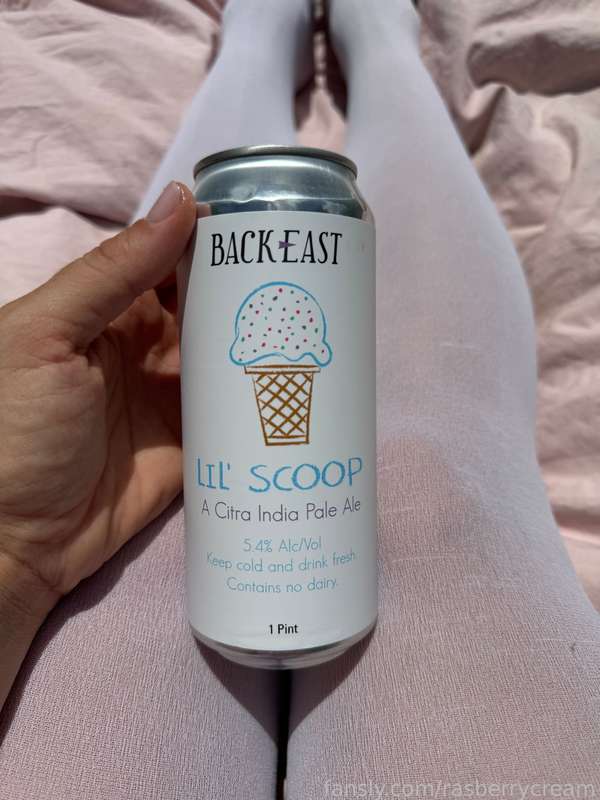 BACK EAST
LIL' SCOOP
A Citra India Pale Ale
5.4% Alc/Vol
Keep cold and drink fresh.
Contains no dairy.
1 Pint
fansly.com/rasberrycream